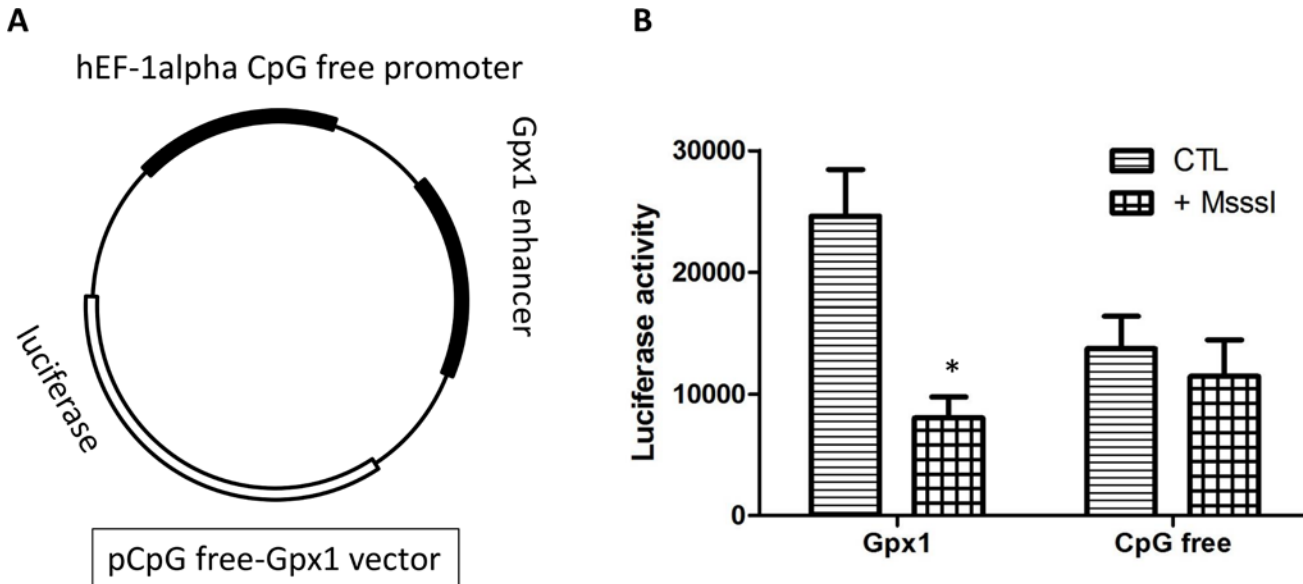 A
hEF-1alpha CpG free promoter
Gpx1 enhancer
luciferase
pCpG free-Gpx1 vector
B
CTL
+ MsssI
Luciferase activity
30000
20000
10000
0
*
Gpx1
CpG free